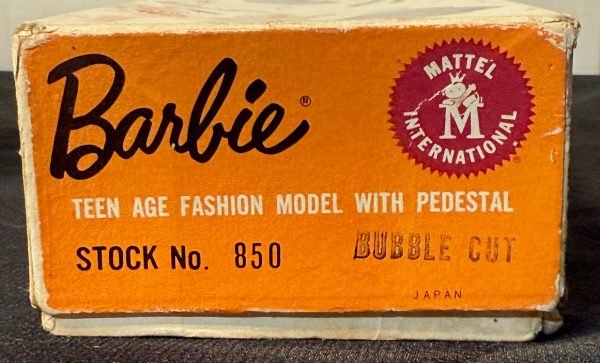 Barbie®
MATTEL
INTERNATIONAL
M
®
TEEN AGE FASHION MODEL WITH PEDESTAL
STOCK No. 850
BUBBLE CUT
JAPAN